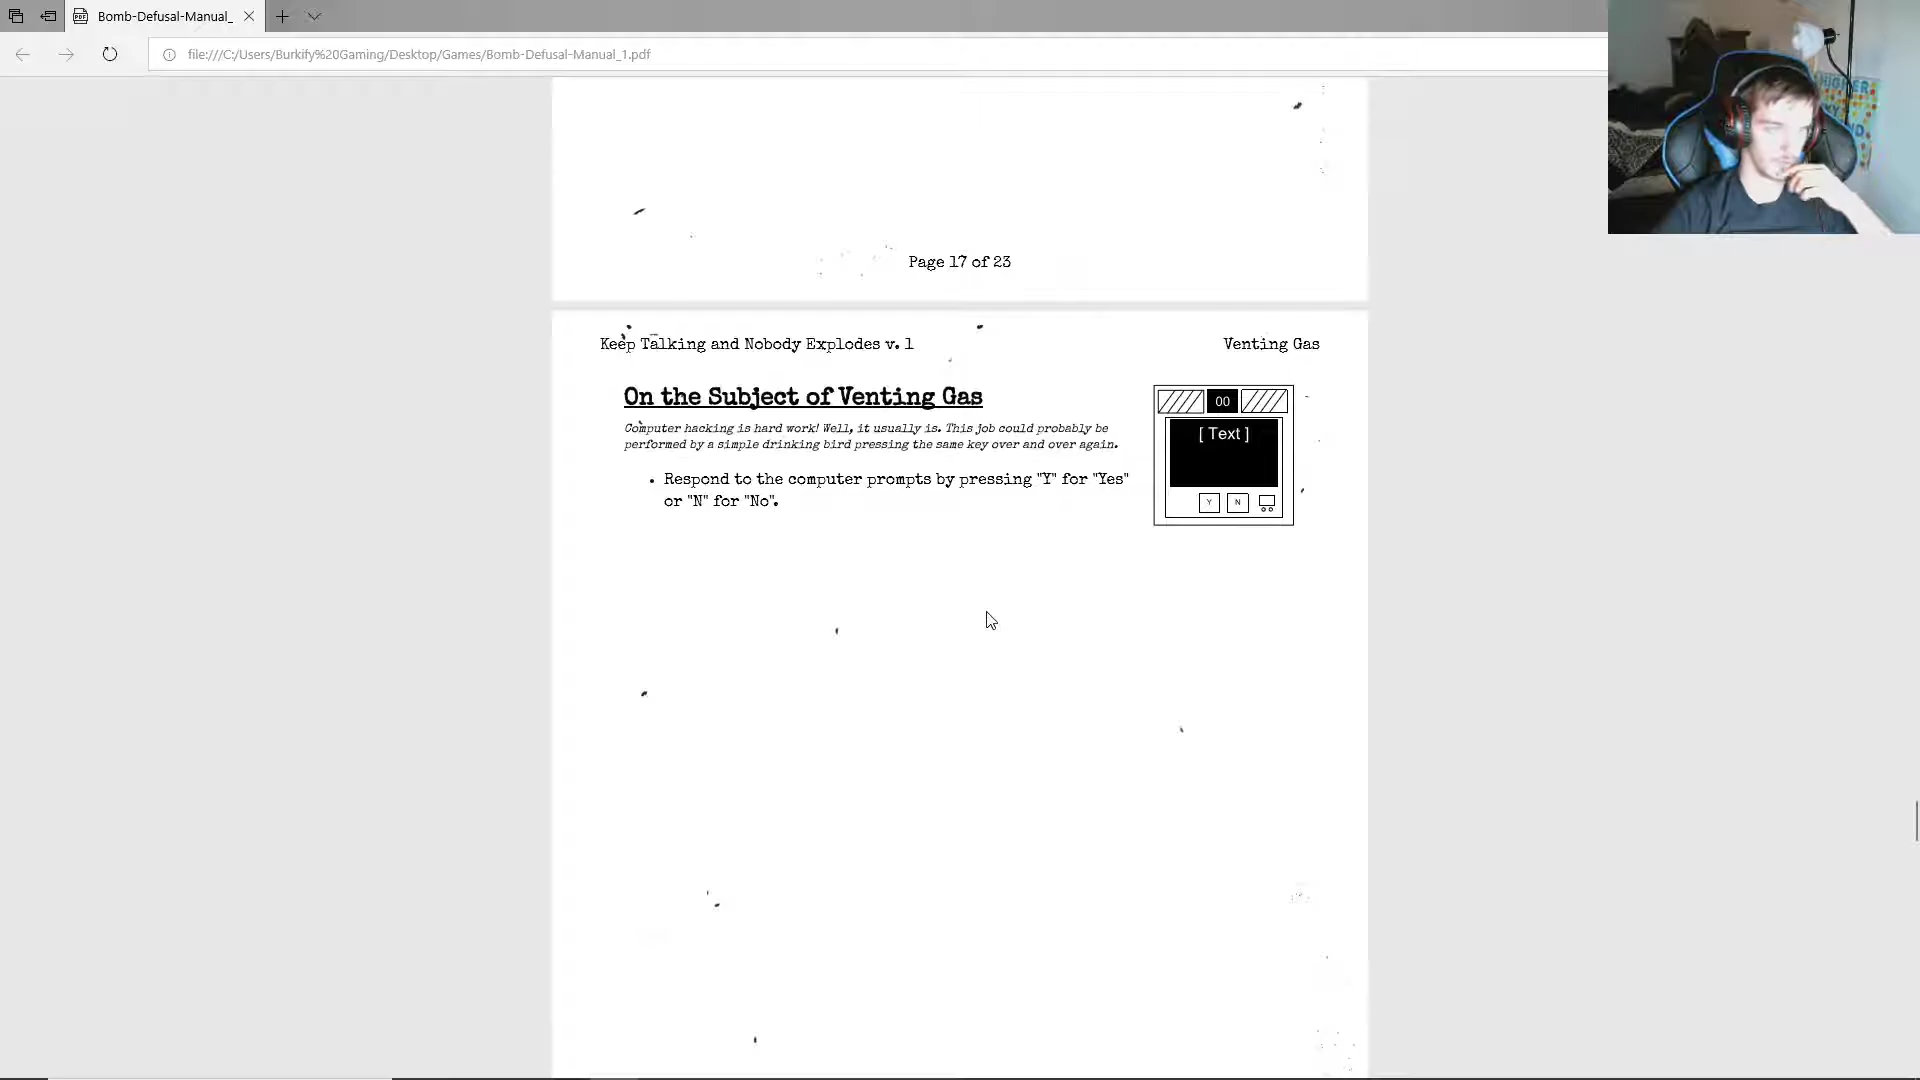 Bomb-Defusal-Manual_
file:///C:/Users/Burkify%20Gaming/Desktop/Games/Bomb-Defusal-Manual_1.pdf
Page 17 of 23
Keep Talking and Nobody Explodes v. 1
Venting Gas
On the Subject of Venting Gas
Computer hacking is hard work! Well, it usually is. This job could probably be
performed by a simple drinking bird pressing the same key over and over again.
• Respond to the computer prompts by pressing "Y" for "Yes"
or "N" for "No".
00
[ Text ]
Y N
HIGHER